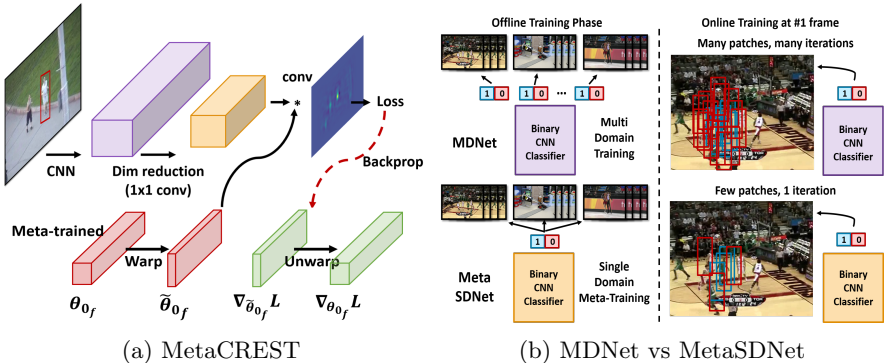 CNN
Dim reduction
(1x1 conv)
conv
*
Loss
Backprop
Meta-trained
Warp
Unwarp
θ0f
θ̃0f
∇θ̃0f L
∇θ0f L
(a) MetaCREST
Offline Training Phase
1 0 1 0 ••• 1 0
MDNet
Binary
CNN
Classifier
Multi
Domain
Training
1 0
Meta
SDNet
Binary
CNN
Classifier
Single
Domain
Meta-Training
Online Training at #1 frame
Many patches, many iterations
1 0
Binary
CNN
Classifier
Few patches, 1 iteration
1 0
Binary
CNN
Classifier
(b) MDNet vs MetaSDNet